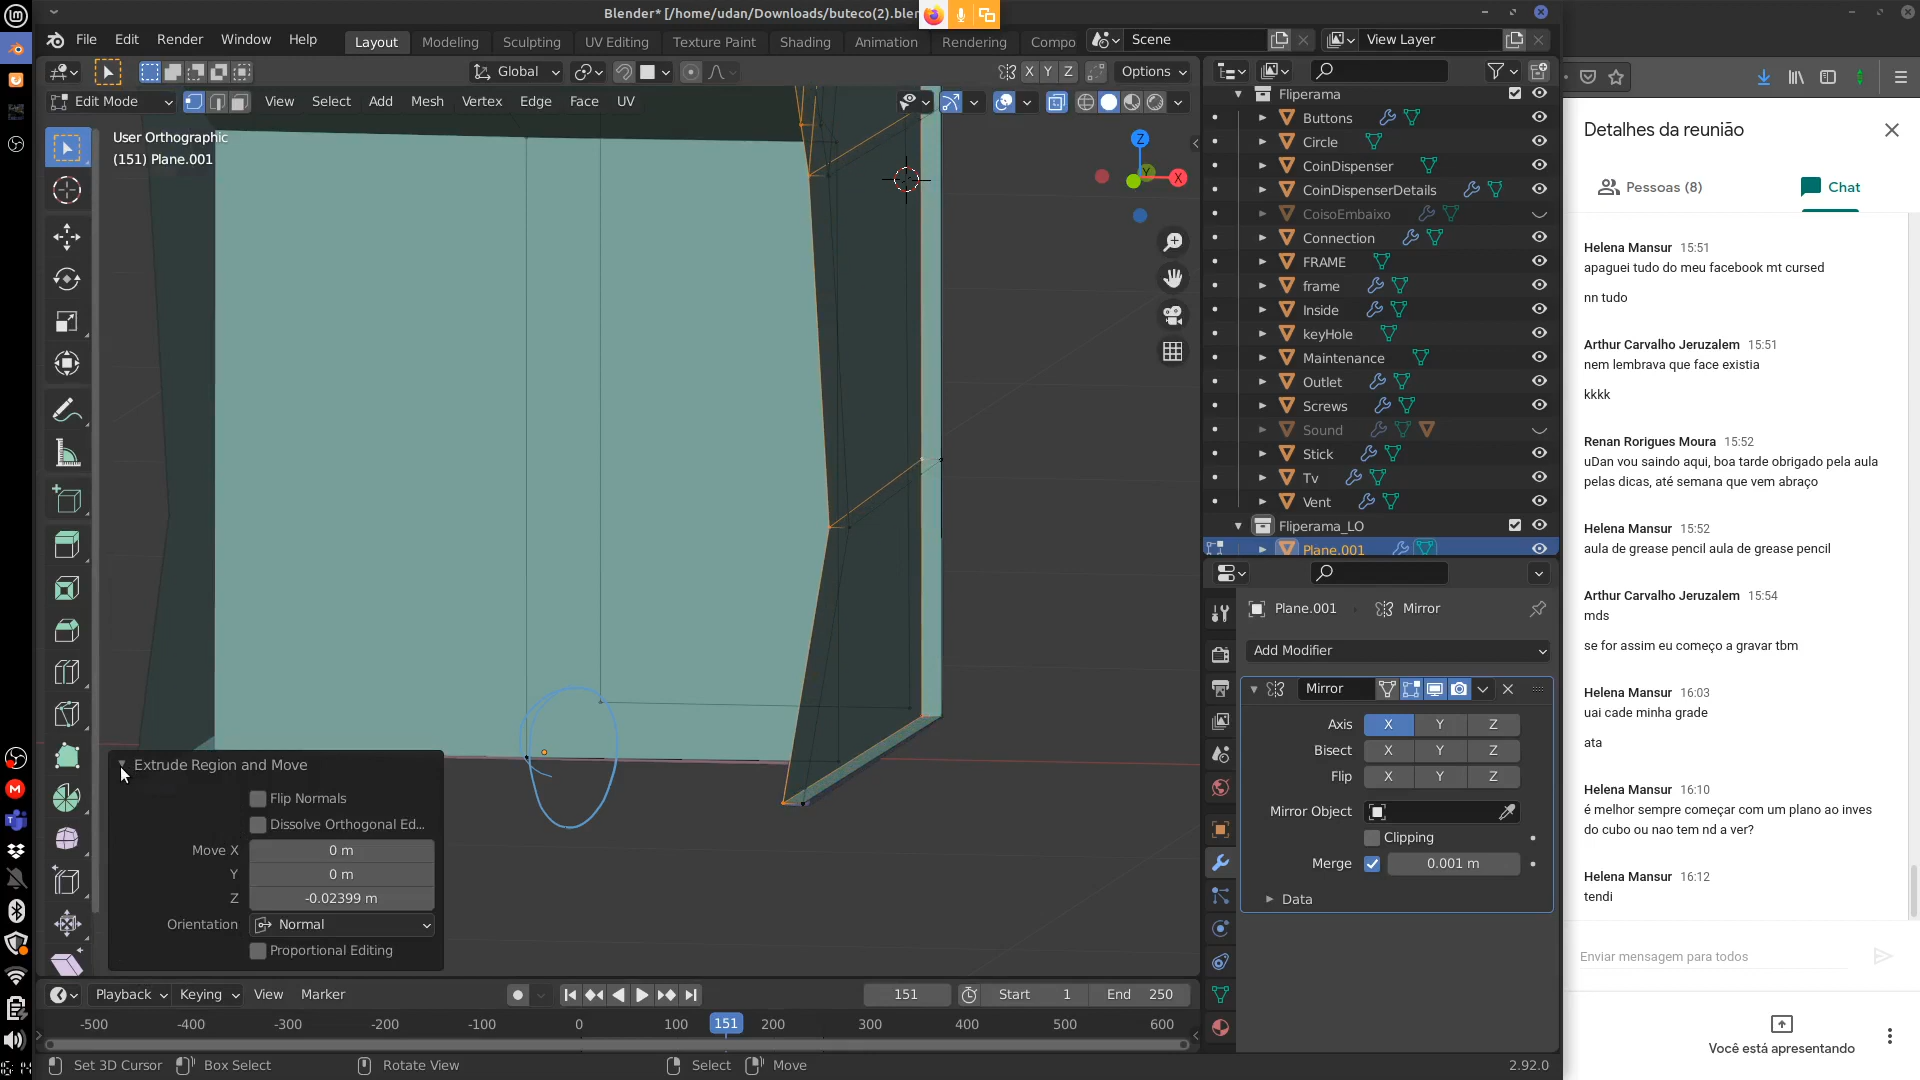 Blender* [/home/udan/Downloads/buteco(2).blen
File
Edit
Render
Window
Help
Layout
Modeling
Sculpting
UV Editing
Texture Paint
Shading
Animation
Rendering
Compo
Scene
View Layer
Global
X
Y
Z
Options
Edit Mode
View
Select
Add
Mesh
Vertex
Edge
Face
UV
User Orthographic
(151) Plane.001
Z
Y
X
Fliperama
Buttons
Circle
CoinDispenser
CoinDispenserDetails
CoisoEmbaixo
Connection
FRAME
frame
Inside
keyHole
Maintenance
Outlet
Screws
Sound
Stick
Tv
Vent
Fliperama_LO
Plane.001
Plane.001
Mirror
Add Modifier
Mirror
Axis X Y Z
Bisect X Y Z
Flip X Y Z
Mirror Object
Clipping
Merge 0.001 m
Data
Extrude Region and Move
Flip Normals
Dissolve Orthogonal Ed...
Move X 0 m
Y 0 m
Z -0.02399 m
Orientation Normal
Proportional Editing
Playback
Keying
View
Marker
151
Start 1
End 250
-500 -400 -300 -200 -100 0 100 151 200 300 400 500 600
Set 3D Cursor
Box Select
Rotate View
Select
Move
2.92.0
Detalhes da reunião
Pessoas (8)
Chat
Helena Mansur 15:51
apaguei tudo do meu facebook mt cursed
nn tudo
Arthur Carvalho Jeruzalem 15:51
nem lembrava que face existia
kkkk
Renan Rorigues Moura 15:52
uDan vou saindo aqui, boa tarde obrigado pela aula
pelas dicas, até semana que vem abraço
Helena Mansur 15:52
aula de grease pencil aula de grease pencil
Arthur Carvalho Jeruzalem 15:54
mds
se for assim eu começo a gravar tbm
Helena Mansur 16:03
uai cade minha grade
ata
Helena Mansur 16:10
é melhor sempre começar com um plano ao inves
do cubo ou nao tem nd a ver?
Helena Mansur 16:12
tendi
Enviar mensagem para todos
Você está apresentando